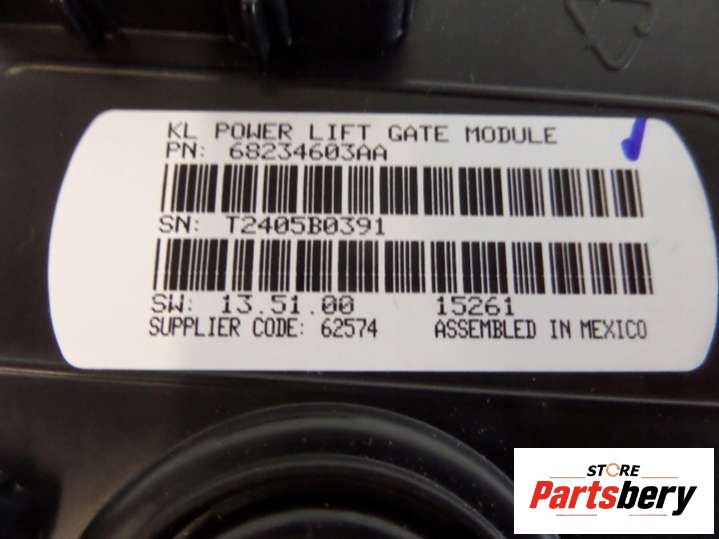 KL POWER LIFT GATE MODULE
PN: 68234603AA
SN: T2405B0391
SW: 13.51.00 15261
SUPPLIER CODE: 62574 ASSEMBLED IN MEXICO
STORE
Partsbery